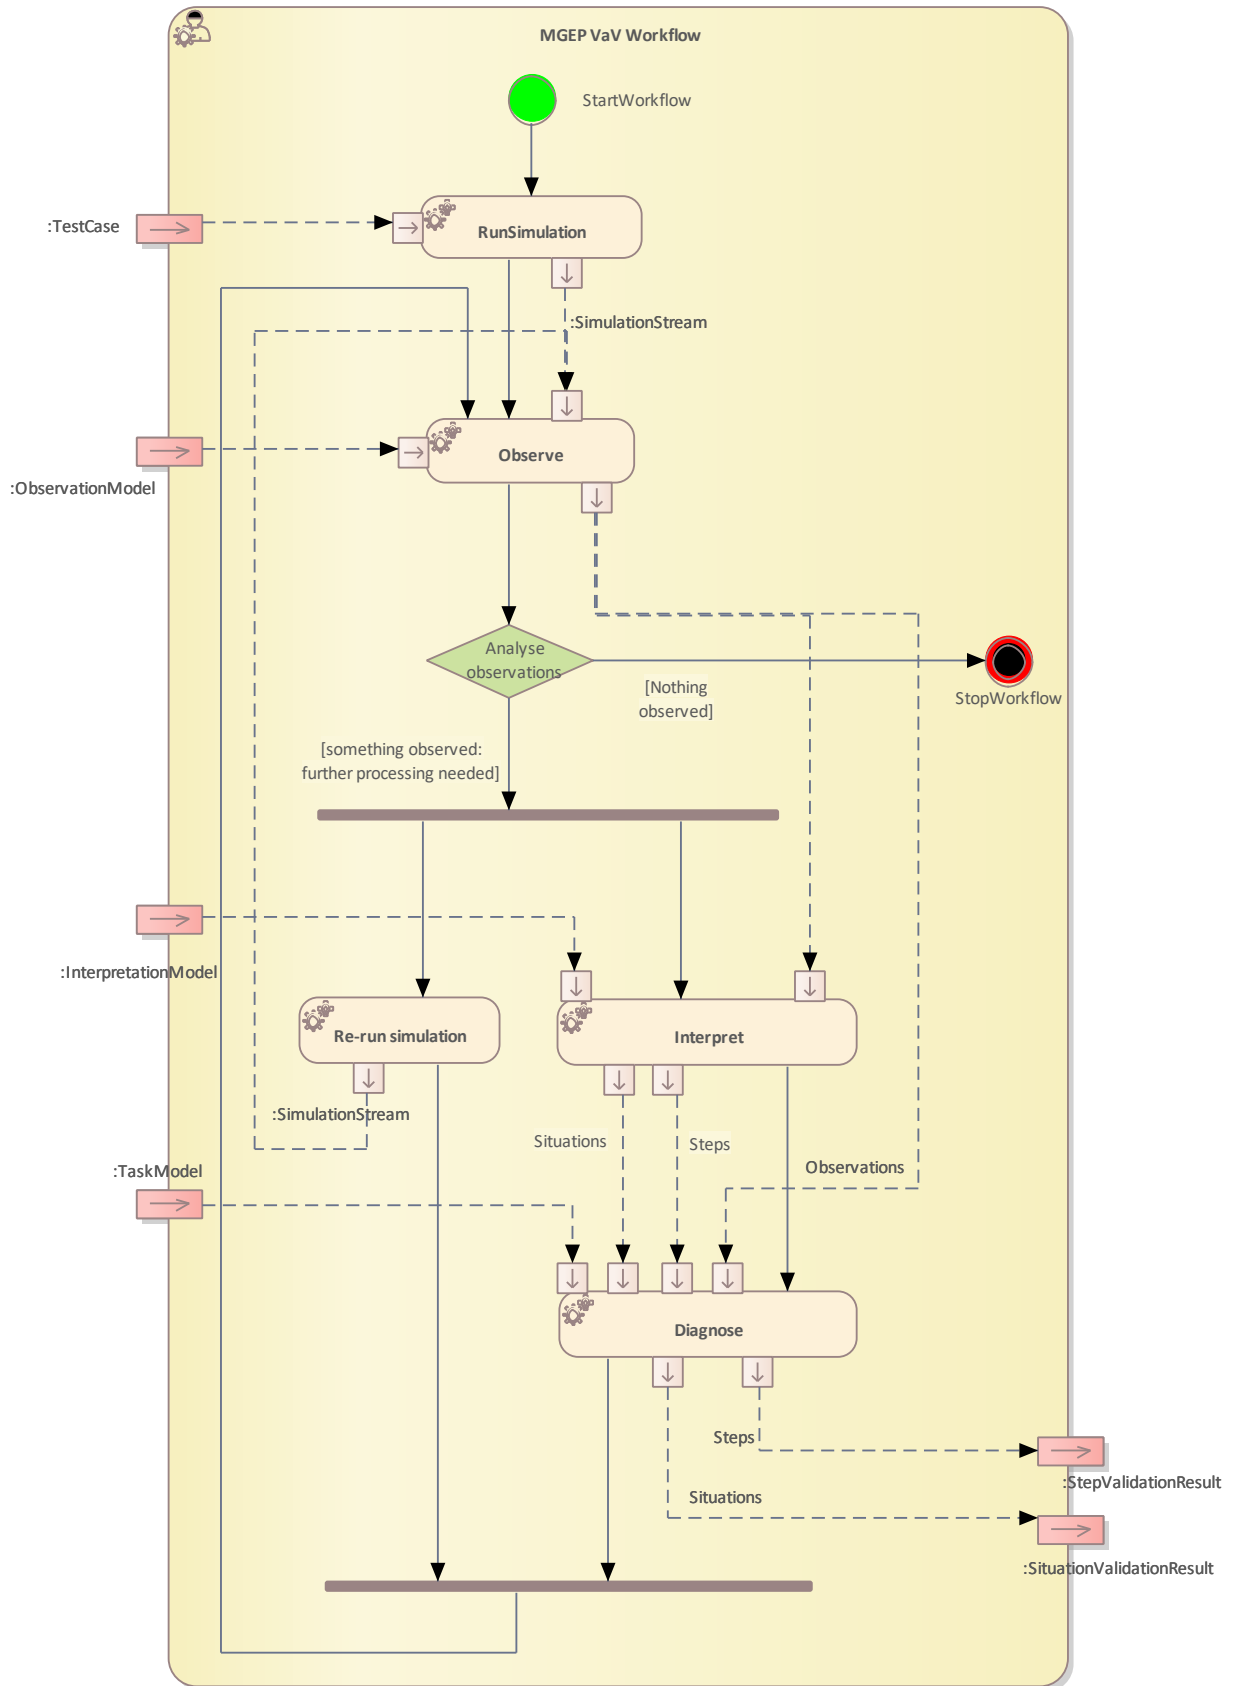 MGEP VaV Workflow
StartWorkflow
:TestCase
RunSimulation
:SimulationStream
Observe
:ObservationModel
Analyse
observations
[Nothing
observed]
StopWorkflow
[something observed:
further processing needed]
:InterpretationModel
Re-run simulation
Interpret
:SimulationStream
Situations
Steps
Observations
:TaskModel
Diagnose
Steps
:StepValidationResult
Situations
:SituationValidationResult